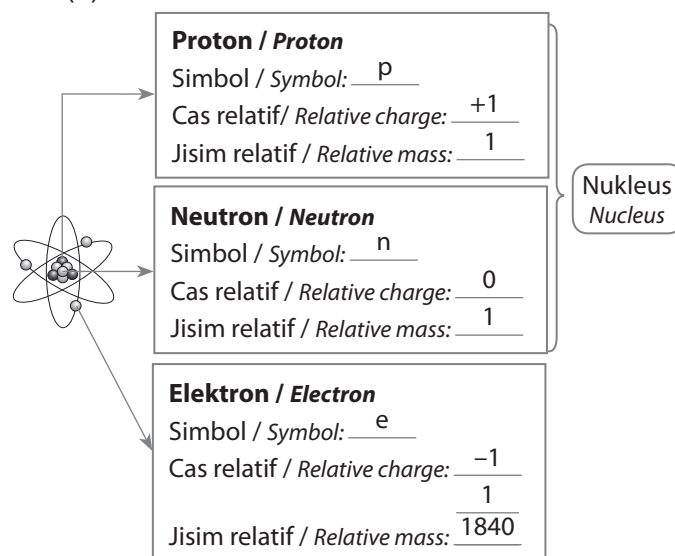 Proton / Proton
Simbol / Symbol: p
Cas relatif/ Relative charge: +1
Jisim relatif / Relative mass: 1
Nukleus
Nucleus
Neutron / Neutron
Simbol / Symbol: n
Cas relatif / Relative charge: 0
Jisim relatif / Relative mass: 1
Elektron / Electron
Simbol / Symbol: e
Cas relatif / Relative charge: –1
Jisim relatif / Relative mass: 1/1840